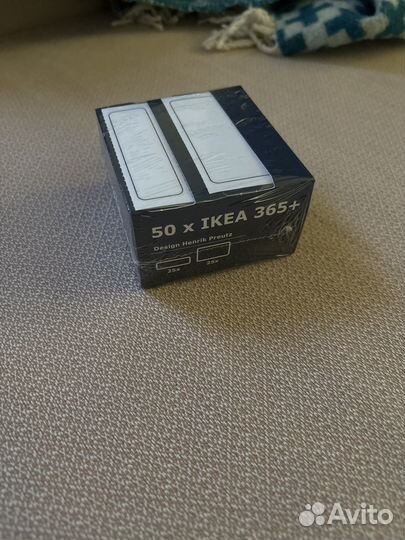 50 x IKEA 365+
Design Henrik Preutz
25x 25x
Avito